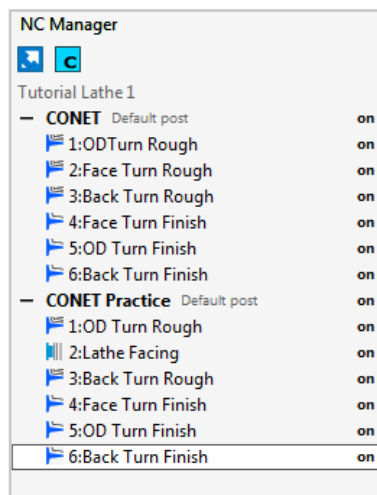 NC Manager
C
Tutorial Lathe 1
CONET Default post on
1:ODTurn Rough on
2:Face Turn Rough on
3:Back Turn Rough on
4:Face Turn Finish on
5:OD Turn Finish on
6:Back Turn Finish on
CONET Practice Default post on
1:OD Turn Rough on
2:Lathe Facing on
3:Back Turn Rough on
4:Face Turn Finish on
5:OD Turn Finish on
6:Back Turn Finish on